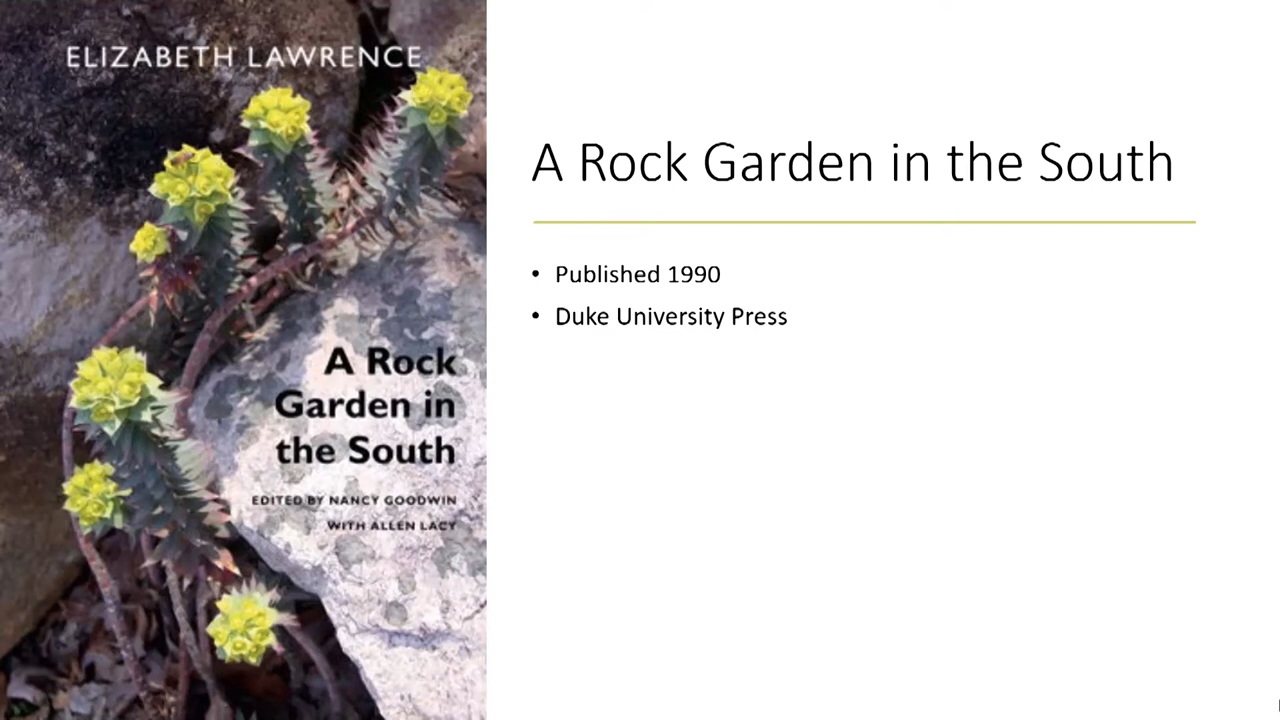 ELIZABETH LAWRENCE
A Rock
Garden in
the South
EDITED BY NANCY GOODWIN
WITH ALLEN LACY
A Rock Garden in the South
• Published 1990
• Duke University Press